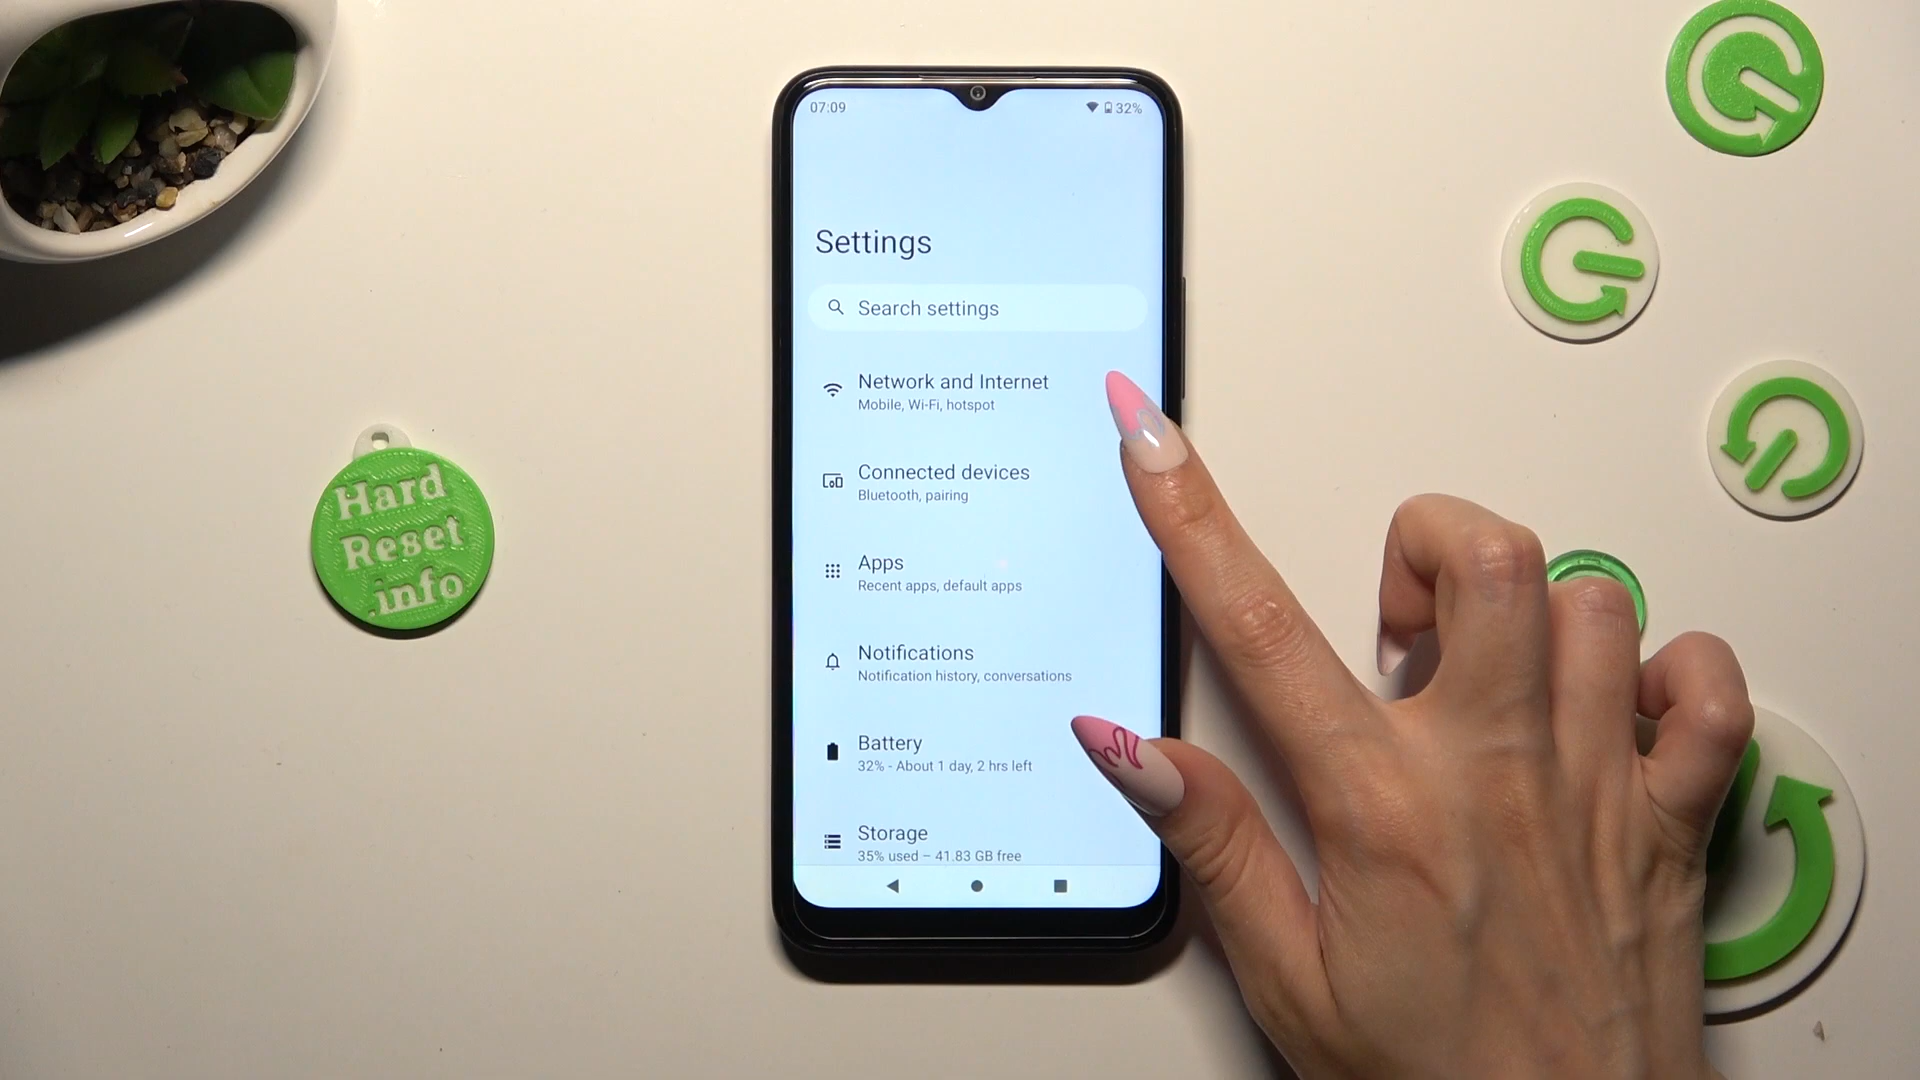 07:09
32%
Settings
Search settings
Network and Internet
Mobile, Wi-Fi, hotspot
Connected devices
Bluetooth, pairing
Apps
Recent apps, default apps
Notifications
Notification history, conversations
Battery
32% - About 1 day, 2 hrs left
Storage
35% used – 41.83 GB free
Hard
Reset
.info